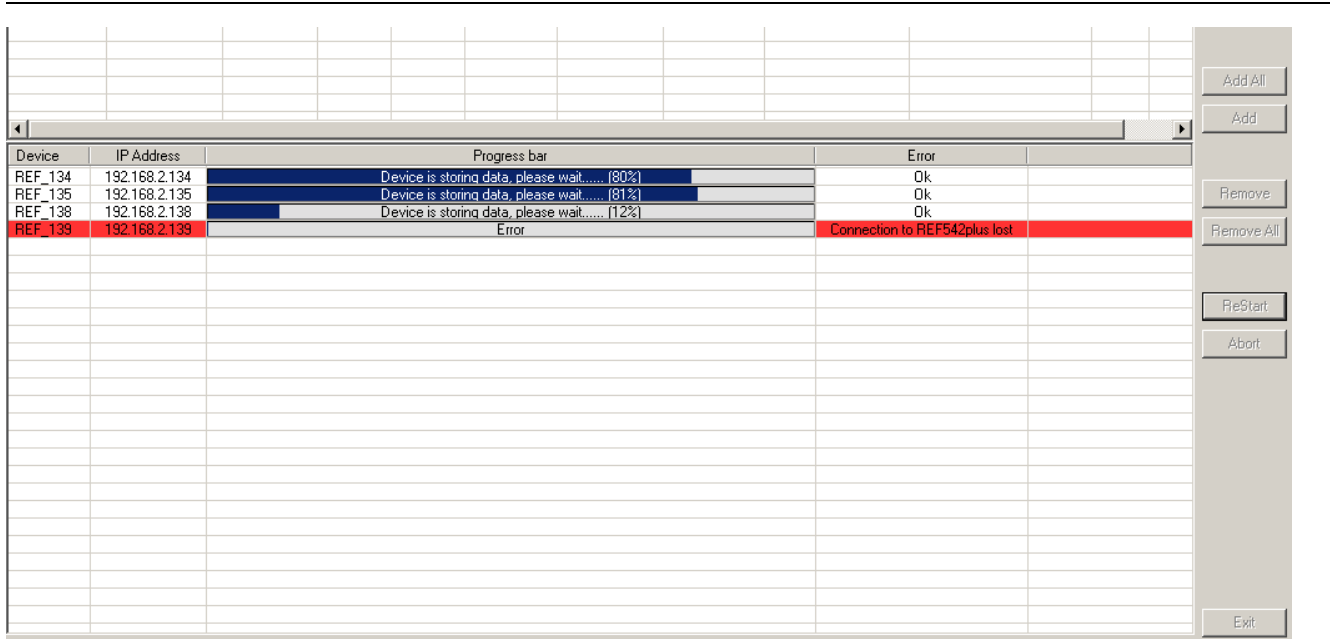 Add All
Add
Device IP Address Progress bar Error
REF_134 192.168.2.134 Device is storing data, please wait...... (80%) Ok
REF_135 192.168.2.135 Device is storing data, please wait...... (81%) Ok
REF_138 192.168.2.138 Device is storing data, please wait...... (12%) Ok
REF_139 192.168.2.139 Error Connection to REF542plus lost
Remove
Remove All
ReStart
Abort
Exit